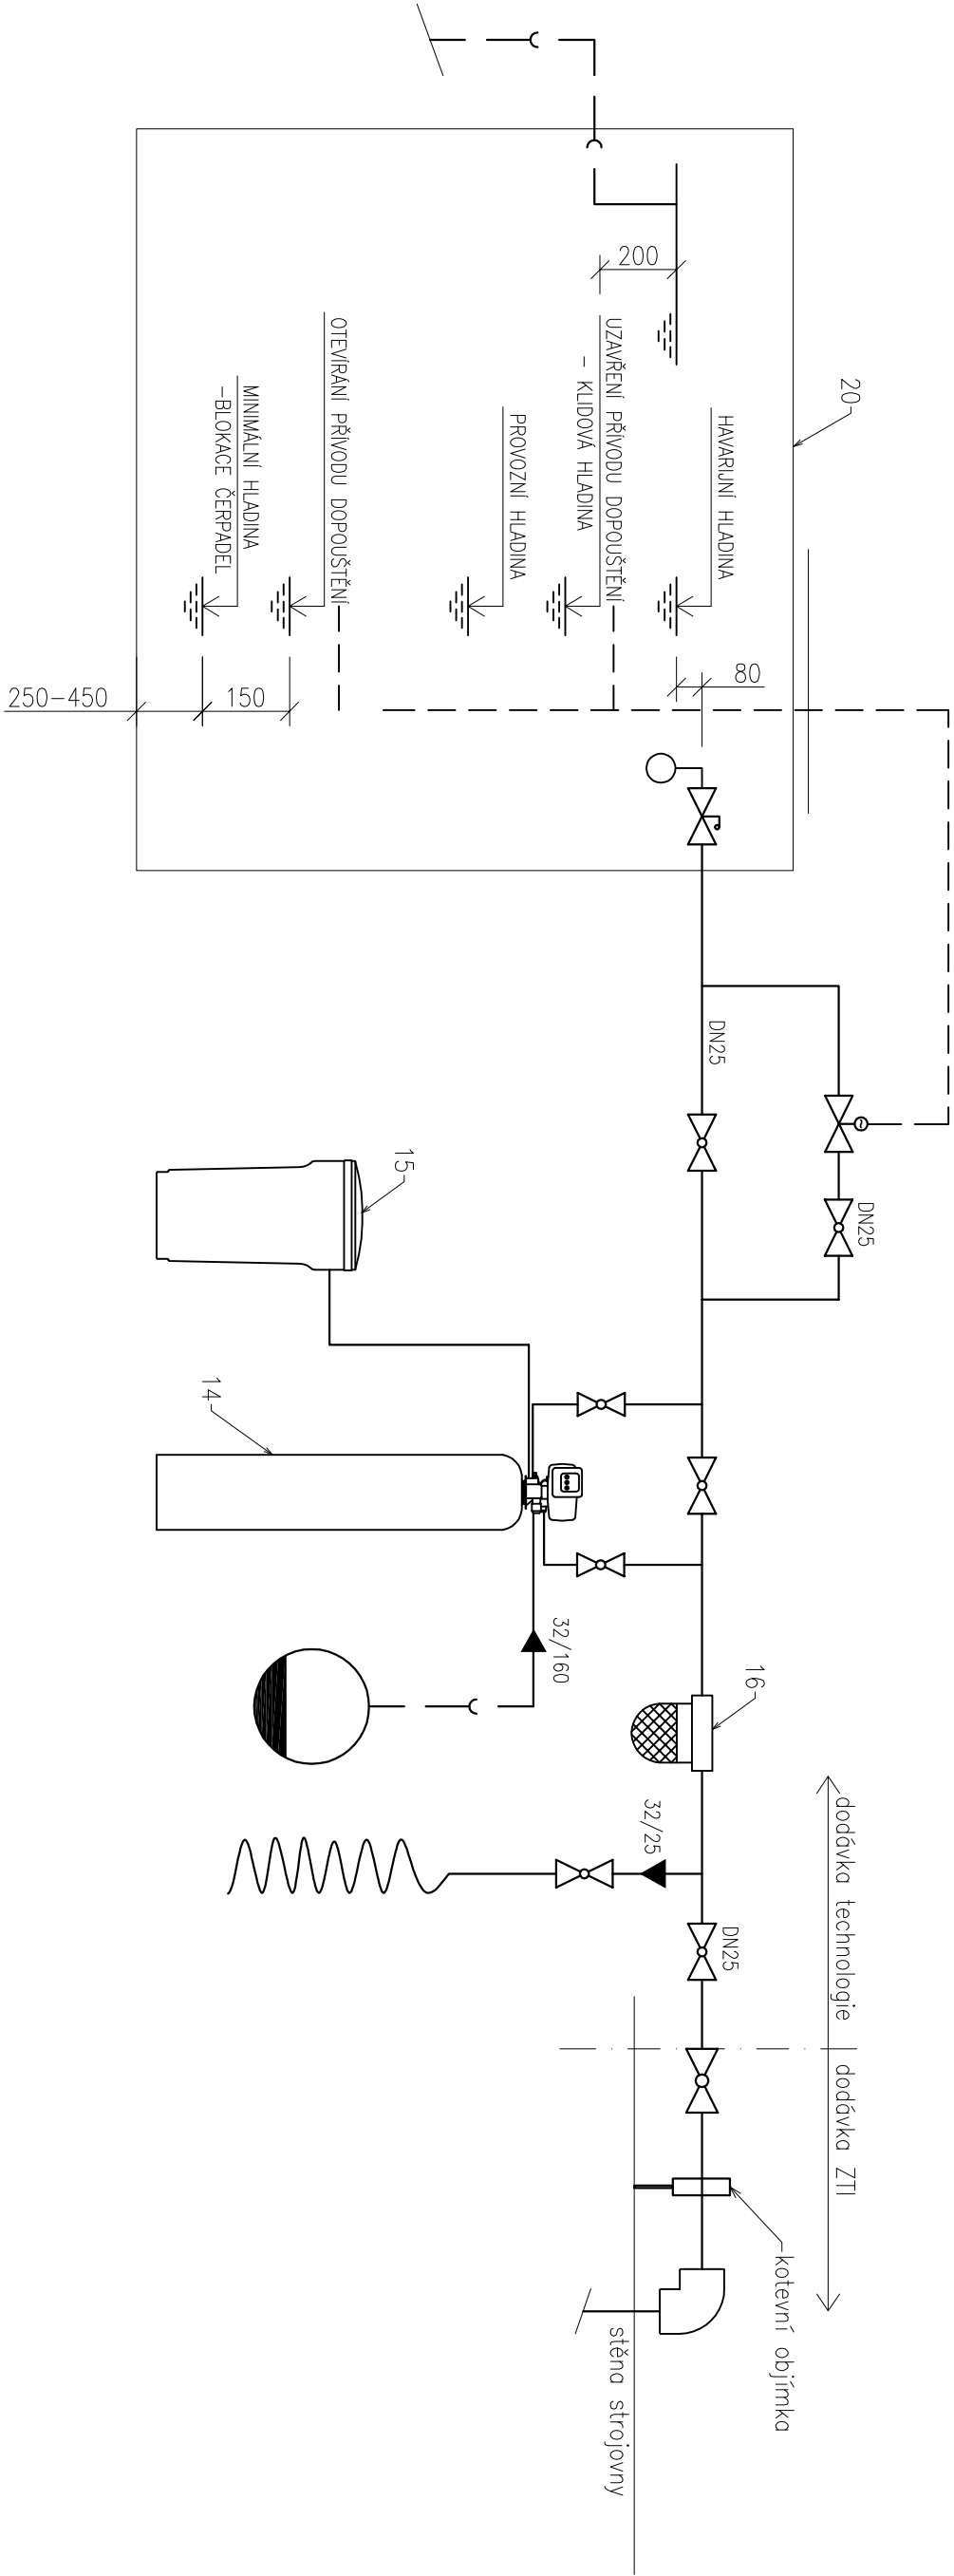 20
HAVARIJNÍ HLADINA
200
UZAVŘENÍ PŘÍVODU DOPOUŠTĚNÍ
- KLIDOVÁ HLADINA
PROVOZNÍ HLADINA
OTEVÍRÁNÍ PŘÍVODU DOPOUŠTĚNÍ
MINIMÁLNÍ HLADINA
-BLOKACE ČERPADEL
80
150
250-450
DN25
DN25
15
14
32/160
16
32/25
DN25
dodávka technologie
dodávka ZTI
kotevní objímka
stěna strojovny